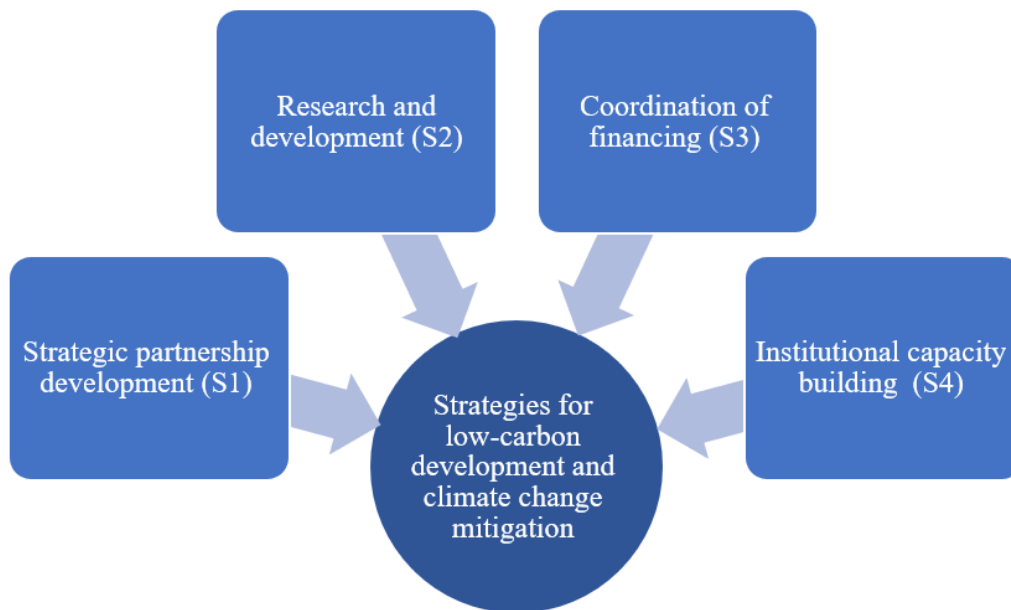 Research and
development (S2)
Coordination of
financing (S3)
Strategic partnership
development (S1)
Institutional capacity
building  (S4)
Strategies for
low-carbon
development and
climate change
mitigation